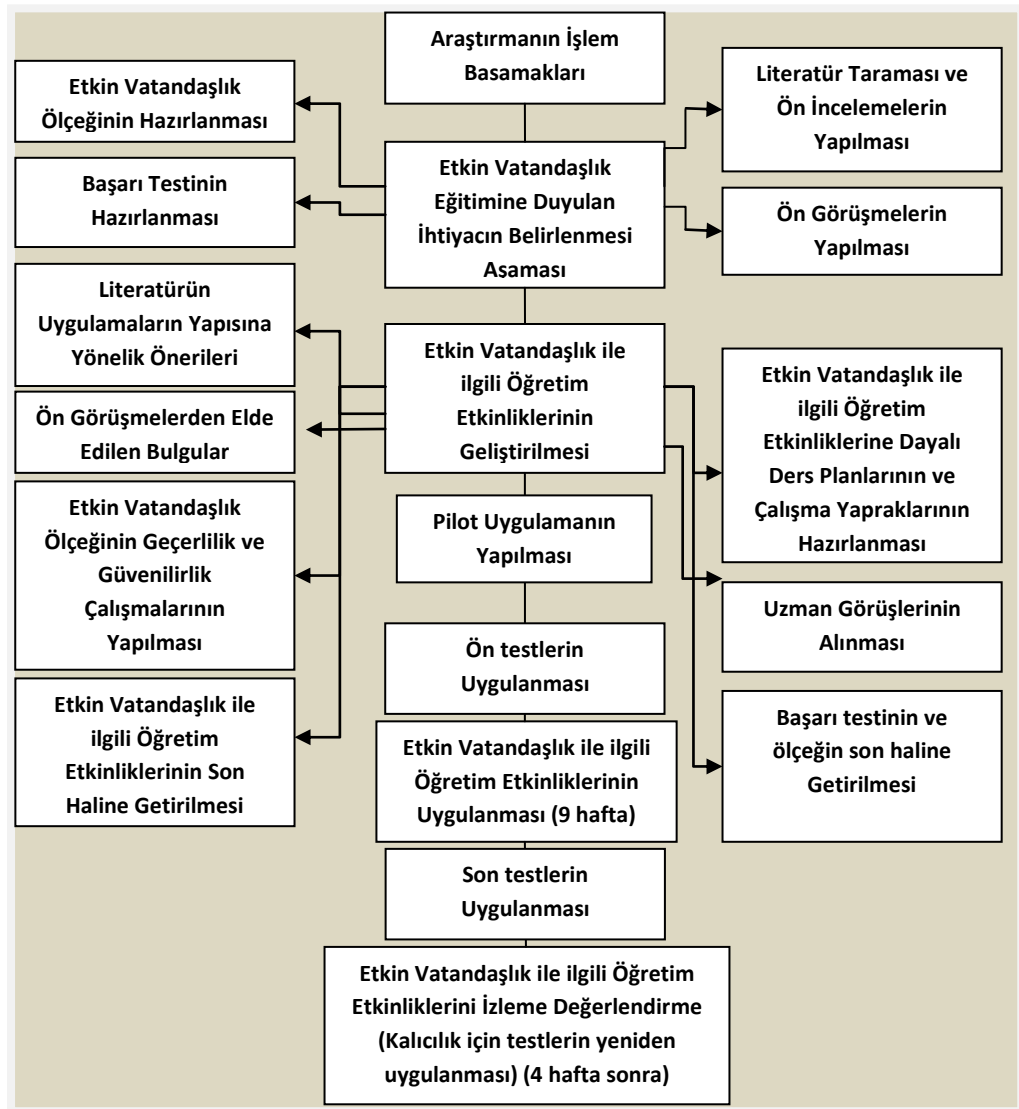 Araştırmanın İşlem
Basamakları
Etkin Vatandaşlık
Ölçeğinin Hazırlanması
Literatür Taraması ve
Ön İncelemelerin
Yapılması
Etkin Vatandaşlık
Eğitimine Duyulan
İhtiyacın Belirlenmesi
Aşaması
Başarı Testinin
Hazırlanması
Ön Görüşmelerin
Yapılması
Literatürün
Uygulamaların Yapısına
Yönelik Önerileri
Etkin Vatandaşlık ile
ilgili Öğretim
Etkinliklerinin
Geliştirilmesi
Etkin Vatandaşlık ile
ilgili Öğretim
Etkinliklerine Dayalı
Ders Planlarının ve
Çalışma Yapraklarının
Hazırlanması
Ön Görüşmelerden Elde
Edilen Bulgular
Etkin Vatandaşlık
Ölçeğinin Geçerlilik ve
Güvenilirlik
Çalışmalarının
Yapılması
Pilot Uygulamanın
Yapılması
Uzman Görüşlerinin
Alınması
Ön testlerin
Uygulanması
Etkin Vatandaşlık ile
ilgili Öğretim
Etkinliklerinin Son
Haline Getirilmesi
Başarı testinin ve
ölçeğin son haline
Getirilmesi
Etkin Vatandaşlık ile ilgili
Öğretim Etkinliklerinin
Uygulanması (9 hafta)
Son testlerin
Uygulanması
Etkin Vatandaşlık ile ilgili Öğretim
Etkinliklerini İzleme Değerlendirme
(Kalıcılık için testlerin yeniden
uygulanması) (4 hafta sonra)